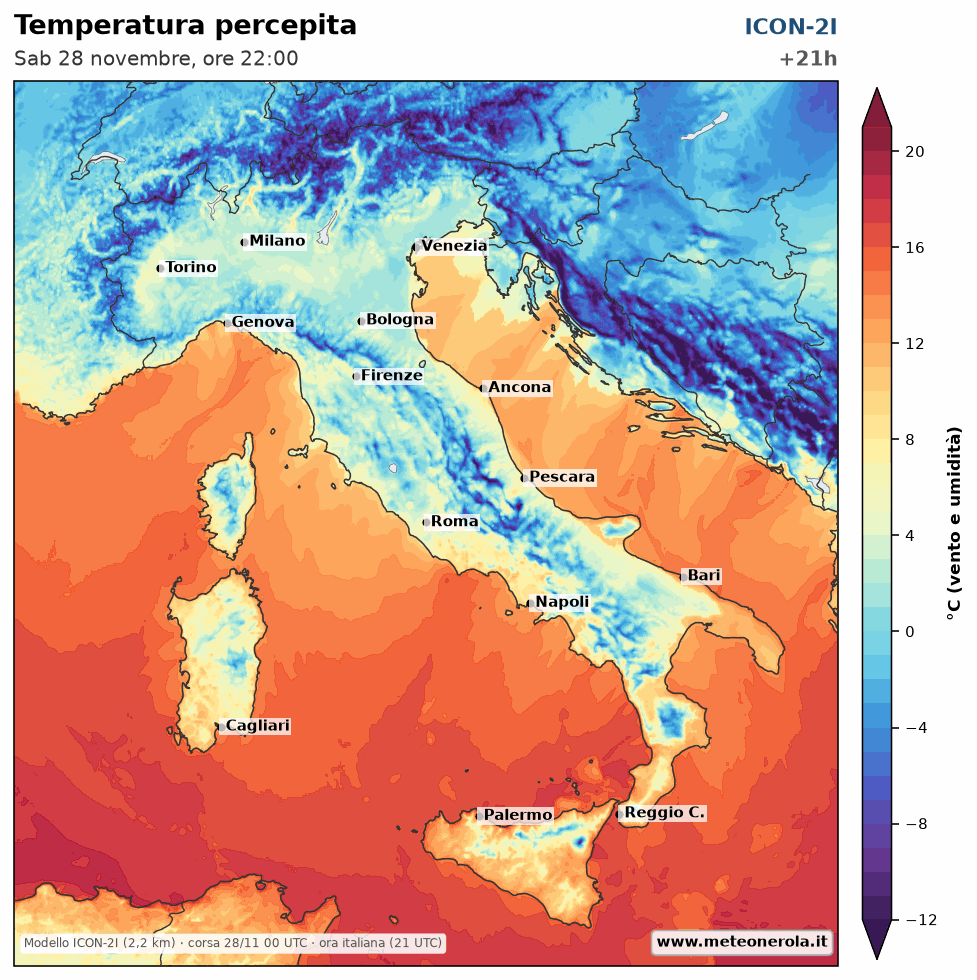 Temperatura percepita
ICON-2I
Sab 28 novembre, ore 22:00
+21h
Milano
Venezia
Torino
Genova
Bologna
Firenze
Ancona
Pescara
Roma
Bari
Napoli
Cagliari
Palermo
Reggio C.
20
16
12
8
4
0
−4
−8
−12
°C (vento e umidità)
Modello ICON-2I (2,2 km) · corsa 28/11 00 UTC · ora italiana (21 UTC)
www.meteonerola.it